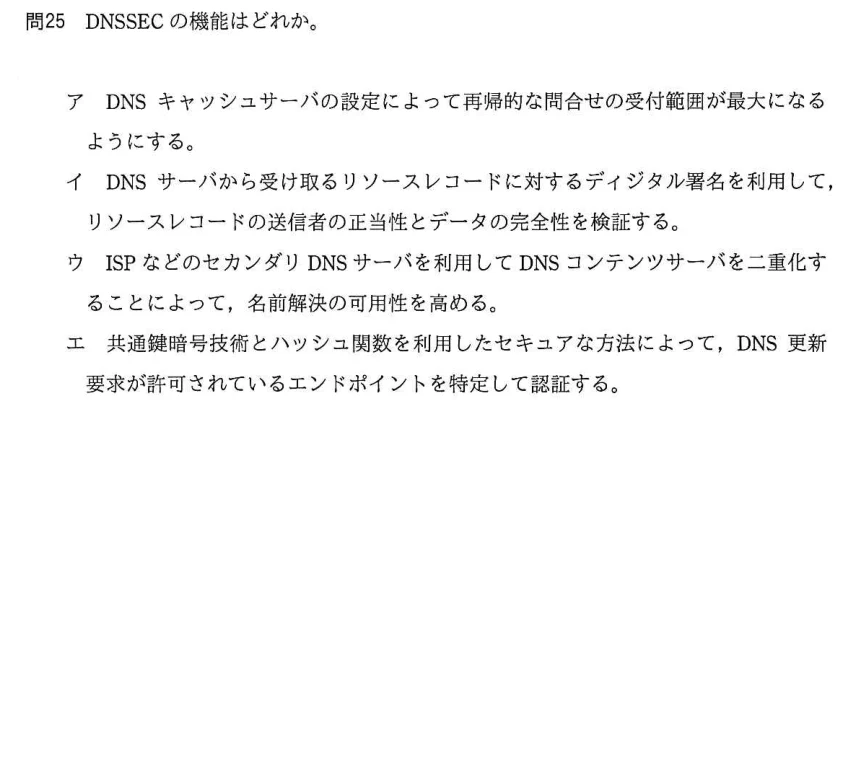 問25 DNSSEC の機能はどれか。
ア DNS キャッシュサーバの設定によって再帰的な問合せの受付範囲が最大になる
ようにする。
イ DNS サーバから受け取るリソースレコードに対するディジタル署名を利用して，
リソースレコードの送信者の正当性とデータの完全性を検証する。
ウ ISP などのセカンダリ DNS サーバを利用して DNS コンテンツサーバを二重化す
ることによって，名前解決の可用性を高める。
エ 共通鍵暗号技術とハッシュ関数を利用したセキュアな方法によって，DNS 更新
要求が許可されているエンドポイントを特定して認証する。